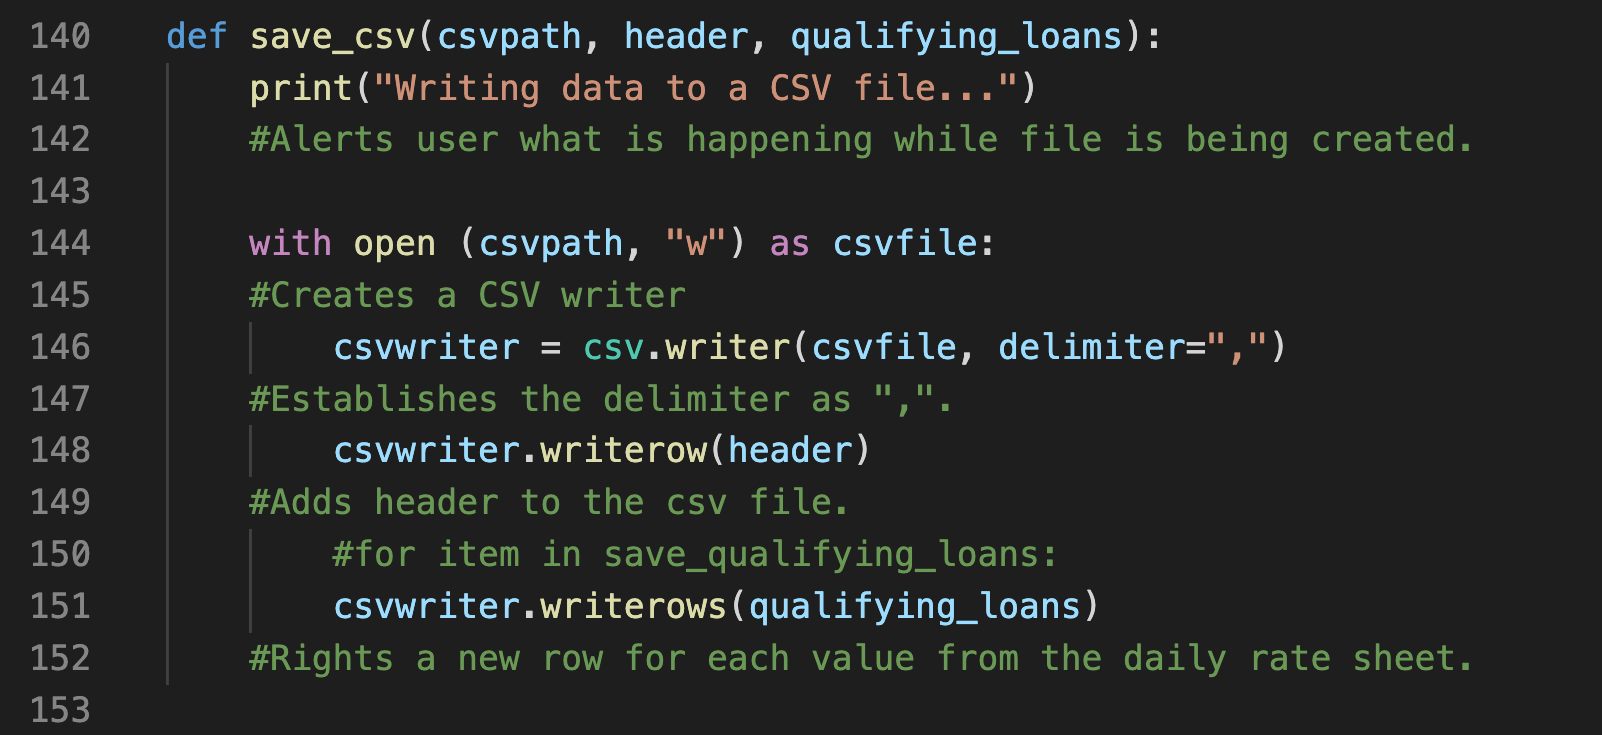 140 def save_csv(csvpath, header, qualifying_loans):
141 print("Writing data to a CSV file...")
142 #Alerts user what is happening while file is being created.
143
144 with open (csvpath, "w") as csvfile:
145 #Creates a CSV writer
146 csvwriter = csv.writer(csvfile, delimiter=",")
147 #Establishes the delimiter as ",".
148 csvwriter.writerow(header)
149 #Adds header to the csv file.
150 #for item in save_qualifying_loans:
151 csvwriter.writerows(qualifying_loans)
152 #Rights a new row for each value from the daily rate sheet.
153